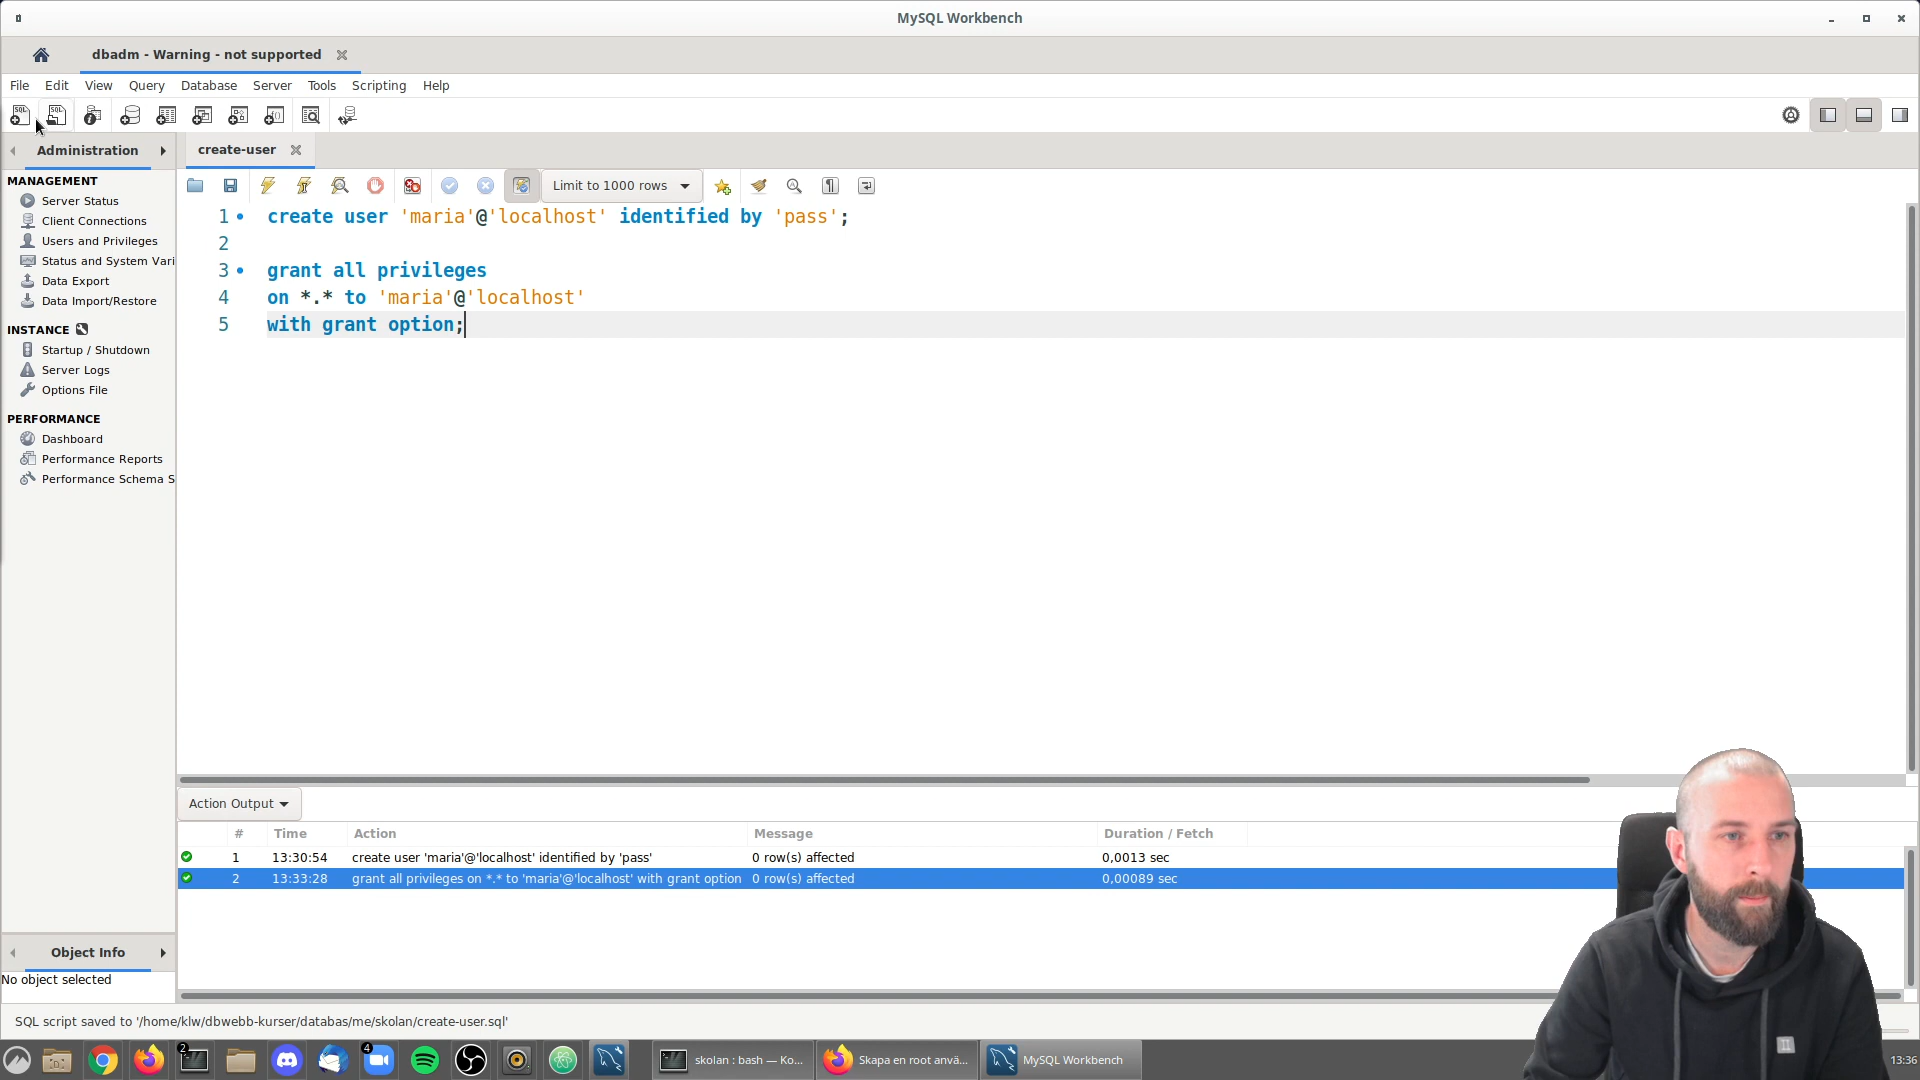 MySQL Workbench
dbadm - Warning - not supported
File Edit View Query Database Server Tools Scripting Help
Administration
create-user
MANAGEMENT
Server Status
Client Connections
Users and Privileges
Status and System Vari
Data Export
Data Import/Restore
INSTANCE
Startup / Shutdown
Server Logs
Options File
PERFORMANCE
Dashboard
Performance Reports
Performance Schema S
Limit to 1000 rows
1 create user 'maria'@'localhost' identified by 'pass';
2
3 grant all privileges
4 on *.* to 'maria'@'localhost'
5 with grant option;
Action Output
# Time Action Message Duration / Fetch
1 13:30:54 create user 'maria'@'localhost' identified by 'pass' 0 row(s) affected 0,0013 sec
2 13:33:28 grant all privileges on *.* to 'maria'@'localhost' with grant option 0 row(s) affected 0,00089 sec
Object Info
No object selected
SQL script saved to '/home/klw/dbwebb-kurser/databas/me/skolan/create-user.sql'
2 4 skolan : bash — Ko... Skapa en root anvä... MySQL Workbench 13:36